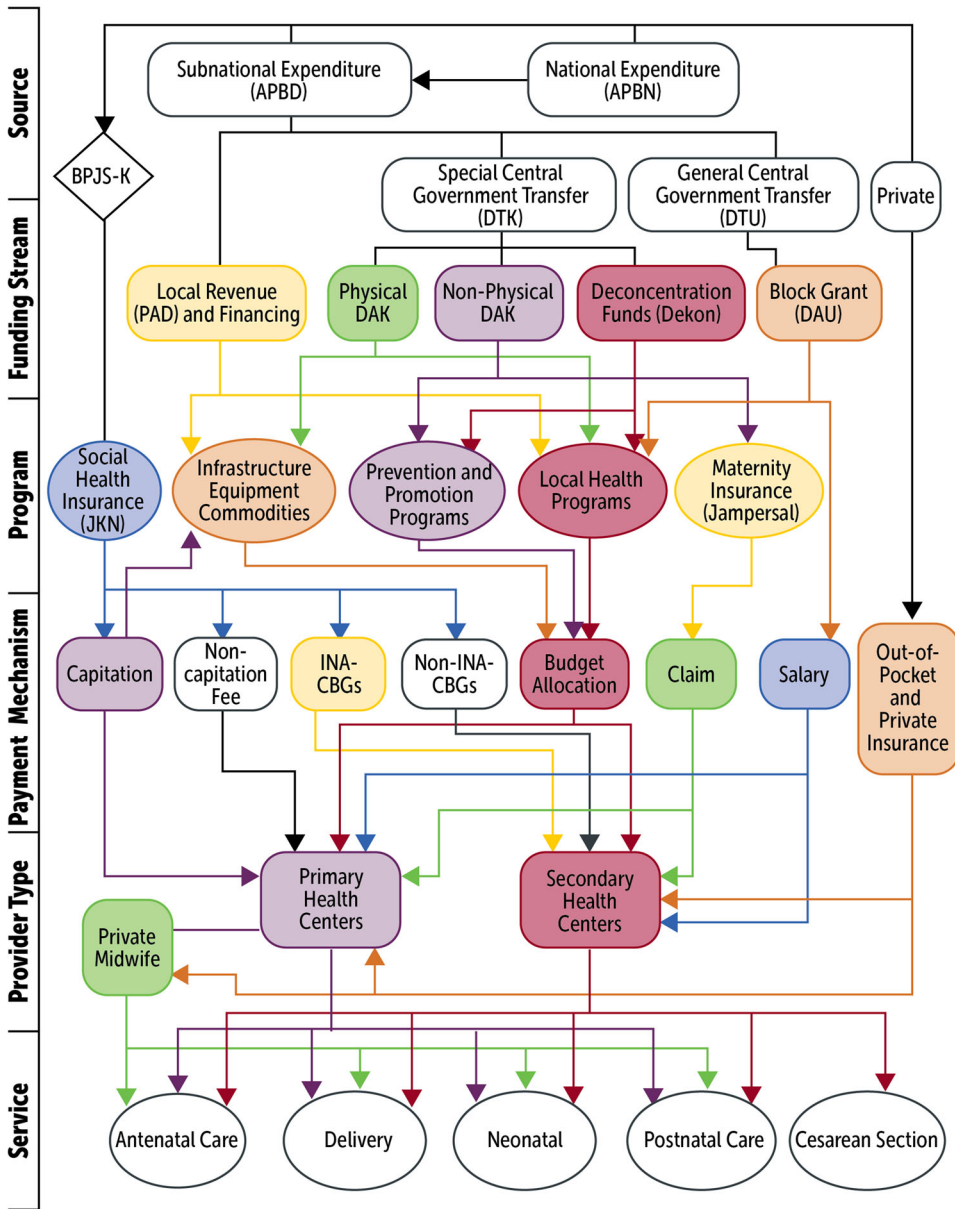 Source
Subnational Expenditure
(APBD)
National Expenditure
(APBN)
BPJS-K
Special Central
Government Transfer
(DTK)
General Central
Government Transfer
(DTU)
Private
Funding Stream
Local Revenue
(PAD) and Financing
Physical
DAK
Non-Physical
DAK
Deconcentration
Funds (Dekon)
Block Grant
(DAU)
Program
Social
Health
Insurance
(JKN)
Infrastructure
Equipment
Commodities
Prevention and
Promotion
Programs
Local Health
Programs
Maternity
Insurance
(Jampersal)
Payment Mechanism
Capitation
Non-
capitation
Fee
INA-
CBGs
Non-INA-
CBGs
Budget
Allocation
Claim
Salary
Out-of-
Pocket
and
Private
Insurance
Provider Type
Primary
Health
Centers
Secondary
Health
Centers
Private
Midwife
Service
Antenatal Care
Delivery
Neonatal
Postnatal Care
Cesarean Section